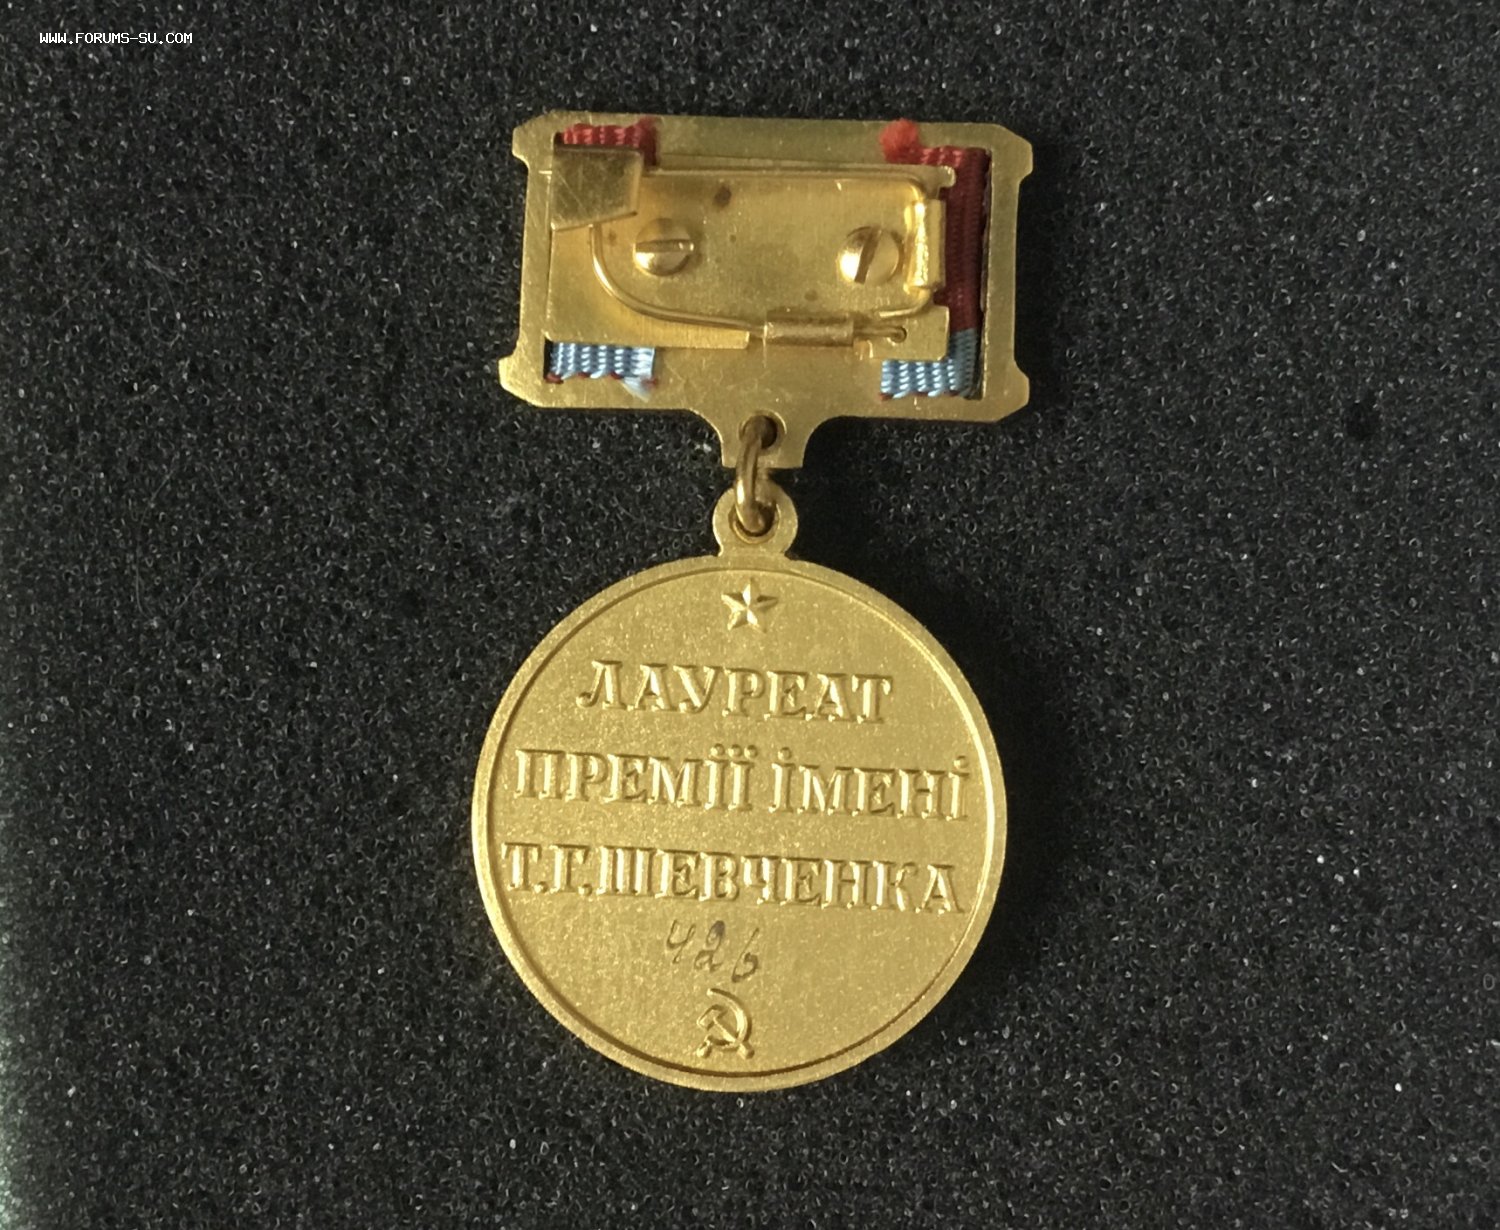 WWW.FORUMS-SU.COM
ЛАУРЕАТ
ПРЕМІЇ ІМЕНІ
Т.Г.ШЕВЧЕНКА
426